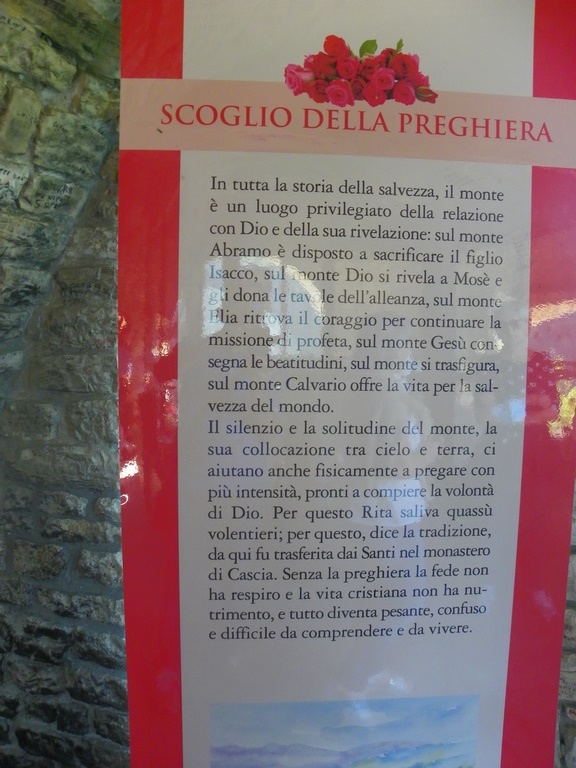 SCOGLIO DELLA PREGHIERA
In tutta la storia della salvezza, il monte
è un luogo privilegiato della relazione
con Dio e della sua rivelazione: sul monte
Abramo è disposto a sacrificare il figlio
Isacco, sul monte Dio si rivela a Mosè e
gli dona le tavole dell'alleanza, sul monte
Elia ritrova il coraggio per continuare la
missione di profeta, sul monte Gesù con-
segna le beatitudini, sul monte si trasfigura,
sul monte Calvario offre la vita per la sal-
vezza del mondo.
Il silenzio e la solitudine del monte, la
sua collocazione tra cielo e terra, ci
aiutano anche fisicamente a pregare con
più intensità, pronti a compiere la volontà
di Dio. Per questo Rita saliva quassù
volentieri; per questo, dice la tradizione,
da qui fu trasferita dai Santi nel monastero
di Cascia. Senza la preghiera la fede non
ha respiro e la vita cristiana non ha nu-
trimento, e tutto diventa pesante, confuso
e difficile da comprendere e da vivere.